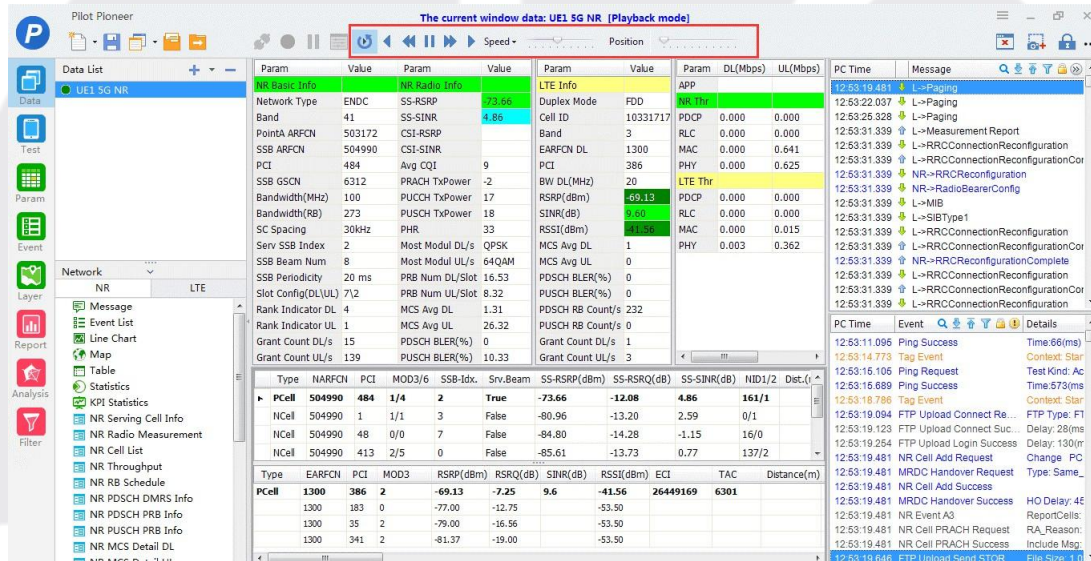 Pilot Pioneer
The current window data: UE1 5G NR [Playback mode]
P
Speed
Position
Data
Test
Param
Event
Layer
Report
Analysis
Filter
Data List
UE1 5G NR
Network
NR LTE
Message
Event List
Line Chart
Map
Table
Statistics
KPI Statistics
NR Serving Cell Info
NR Radio Measurement
NR Cell List
NR Throughput
NR RB Schedule
NR PDSCH DMRS Info
NR PDSCH PRB Info
NR PUSCH PRB Info
NR MCS Detail DL
NR MCS Detail UL
Param Value Param Value
NR Basic Info NR Radio Info
Network Type ENDC SS-RSRP -73.66
Band 41 SS-SINR 4.86
PointA ARFCN 503172 CSI-RSRP
SSB ARFCN 504990 CSI-SINR
PCI 484 Avg CQI 9
SSB GSCN 6312 PRACH TxPower -2
Bandwidth(MHz) 100 PUCCH TxPower 17
Bandwidth(RB) 273 PUSCH TxPower 18
SC Spacing 30kHz PHR 33
Serv SSB Index 2 Most Modul DL/s QPSK
SSB Beam Num 8 Most Modul UL/s 64QAM
SSB Periodicity 20 ms PRB Num DL/Slot 16.53
Slot Config(DL\UL) 7\2 PRB Num UL/Slot 8.32
Rank Indicator DL 4 MCS Avg DL 1.31
Rank Indicator UL 1 MCS Avg UL 26.32
Grant Count DL/s 15 PDSCH BLER(%) 0
Grant Count UL/s 139 PUSCH BLER(%) 10.33
Param Value
LTE Info
Duplex Mode FDD
Cell ID 10331717
Band 3
EARFCN DL 1300
PCI 386
BW DL(MHz) 20
RSRP(dBm) -69.13
SINR(dB) 9.60
RSSI(dBm) -41.56
MCS Avg DL 1
MCS Avg UL 0
PDSCH BLER(%) 0
PUSCH BLER(%) 0
PDSCH RB Count/s 232
PUSCH RB Count/s 0
Grant Count DL/s 1
Grant Count UL/s 3
Param DL(Mbps) UL(Mbps)
APP
NR Thr
PDCP 0.000 0.000
RLC 0.000 0.000
MAC 0.000 0.641
PHY 0.000 0.625
LTE Thr
PDCP 0.000 0.000
RLC 0.000 0.000
MAC 0.000 0.015
PHY 0.003 0.362
Type NARFCN PCI MOD3/6 SSB-Idx. Srv.Beam SS-RSRP(dBm) SS-RSRQ(dB) SS-SINR(dB) NID1/2 Dist.(
PCell 504990 484 1/4 2 True -73.66 -12.08 4.86 161/1
NCell 504990 1 1/1 3 False -80.96 -13.20 2.59 0/1
NCell 504990 48 0/0 7 False -84.80 -14.28 -1.15 16/0
NCell 504990 413 2/5 0 False -85.61 -13.73 0.77 137/2
Type EARFCN PCI MOD3 RSRP(dBm) RSRQ(dB) SINR(dB) RSSI(dBm) ECI TAC Distance(m)
PCell 1300 386 2 -69.13 -7.25 9.6 -41.56 26449169 6301
1300 183 0 -77.00 -12.75 -53.50
1300 35 2 -79.00 -16.56 -53.50
1300 341 2 -81.37 -19.00 -53.50
PC Time Message
12:53:19.481 L->Paging
12:53:22.037 L->Paging
12:53:25.328 L->Paging
12:53:31.339 L->Measurement Report
12:53:31.339 L->RRCConnectionReconfiguration
12:53:31.339 L->RRCConnectionReconfigurationCor
12:53:31.339 NR->RRCReconfiguration
12:53:31.339 NR->RadioBearerConfig
12:53:31.339 L->MIB
12:53:31.339 L->SIBType1
12:53:31.339 L->RRCConnectionReconfiguration
12:53:31.339 L->RRCConnectionReconfigurationCor
12:53:31.339 NR->RRCReconfigurationComplete
12:53:31.339 L->RRCConnectionReconfiguration
12:53:31.339 L->RRCConnectionReconfigurationCor
12:53:31.339 L->RRCConnectionReconfiguration
PC Time Event Details
12:53:11.095 Ping Success Time:66(ms)
12:53:14.773 Tag Event Context: Star
12:53:15.105 Ping Request Test Kind: Ac
12:53:15.689 Ping Success Time:573(ms
12:53:18.786 Tag Event Context: Star
12:53:19.094 FTP Upload Connect Re... FTP Type: FT
12:53:19.123 FTP Upload Connect Suc... Delay: 28(ms
12:53:19.254 FTP Upload Login Success Delay: 130(m
12:53:19.481 NR Cell Add Request Change PC
12:53:19.481 MRDC Handover Request Type: Same_
12:53:19.481 NR Cell Add Success
12:53:19.481 MRDC Handover Success HO Delay: 45
12:53:19.481 NR Event A3 ReportCells:
12:53:19.481 NR Cell PRACH Request RA_Reason:
12:53:19.481 NR Cell PRACH Success Include Msg:
12:53:19.646 FTP Upload Send STOR File Size: 1.0